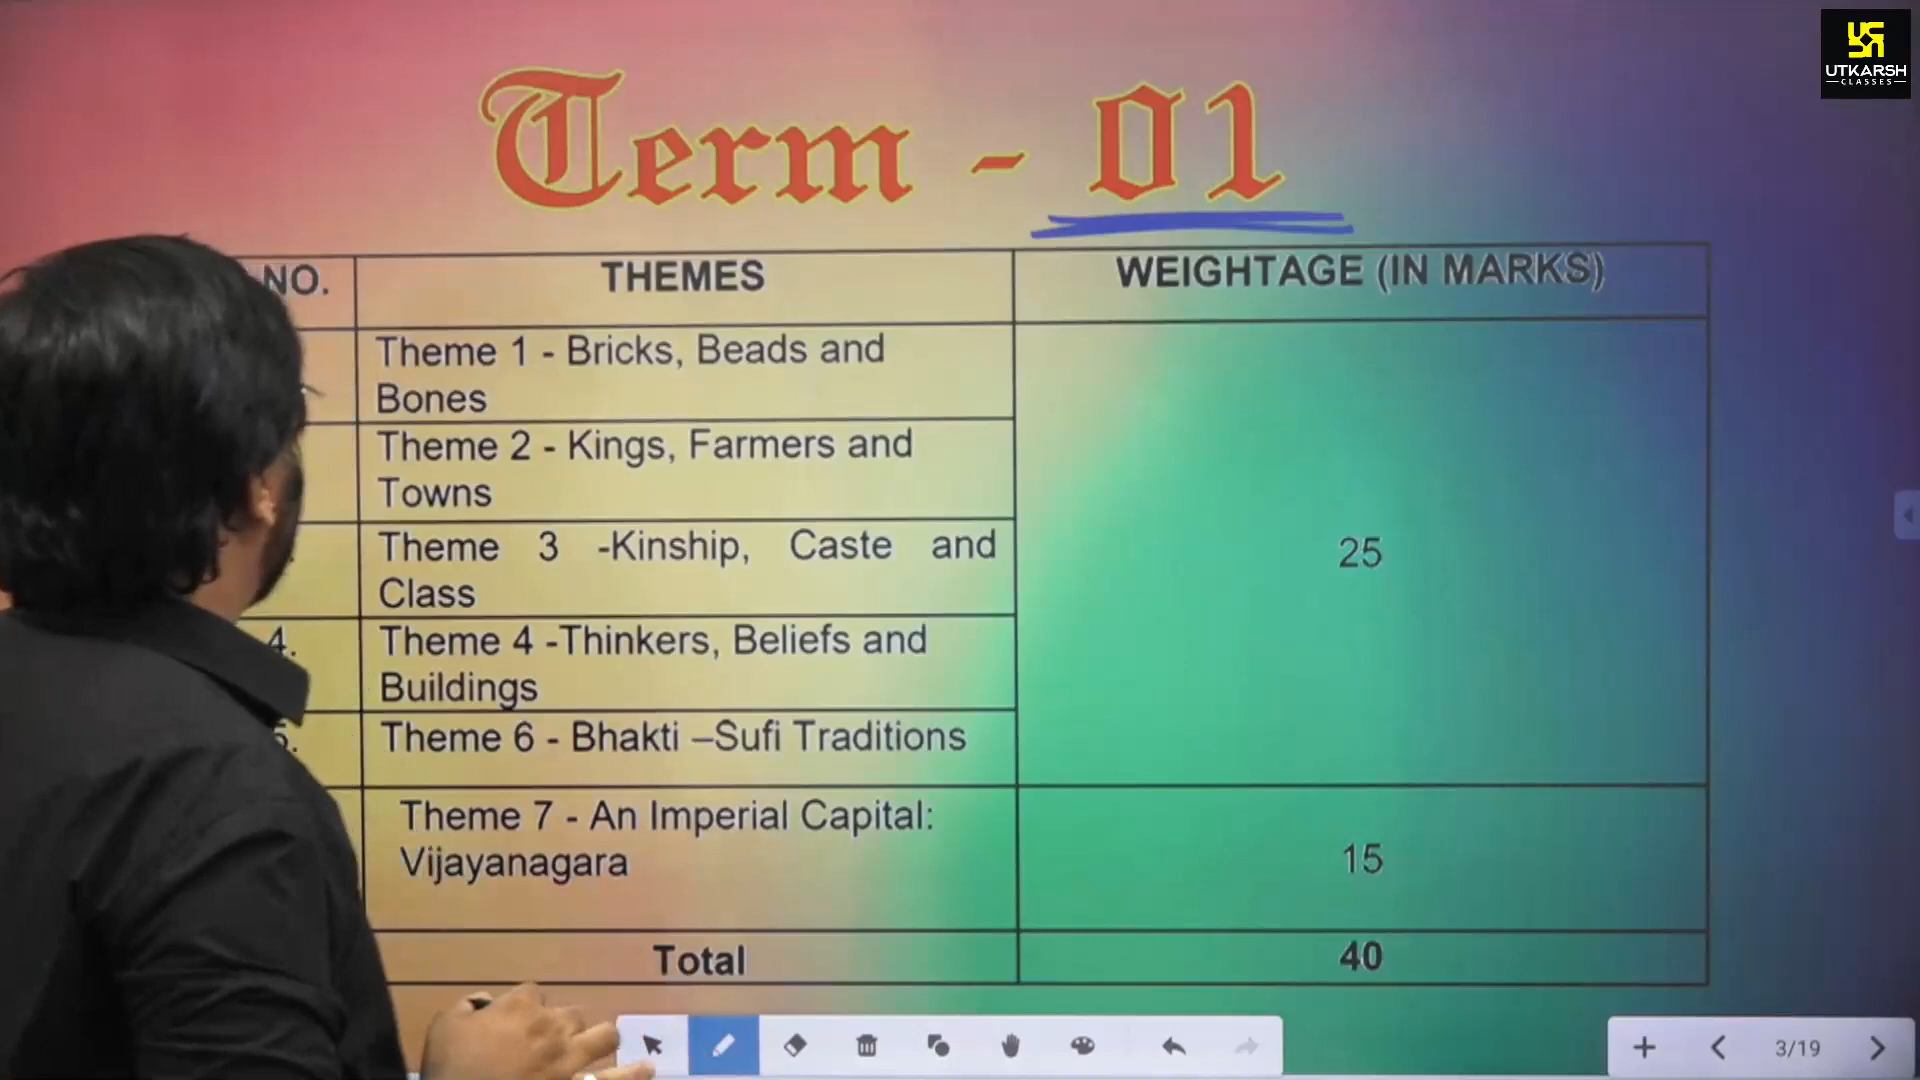 UTKARSH
CLASSES
Term - 01
NO. THEMES WEIGHTAGE (IN MARKS)
Theme 1 - Bricks, Beads and
Bones
Theme 2 - Kings, Farmers and
Towns
Theme 3 -Kinship, Caste and
Class
25
4. Theme 4 -Thinkers, Beliefs and
Buildings
5. Theme 6 - Bhakti –Sufi Traditions
Theme 7 - An Imperial Capital:
Vijayanagara
15
Total 40
3/19